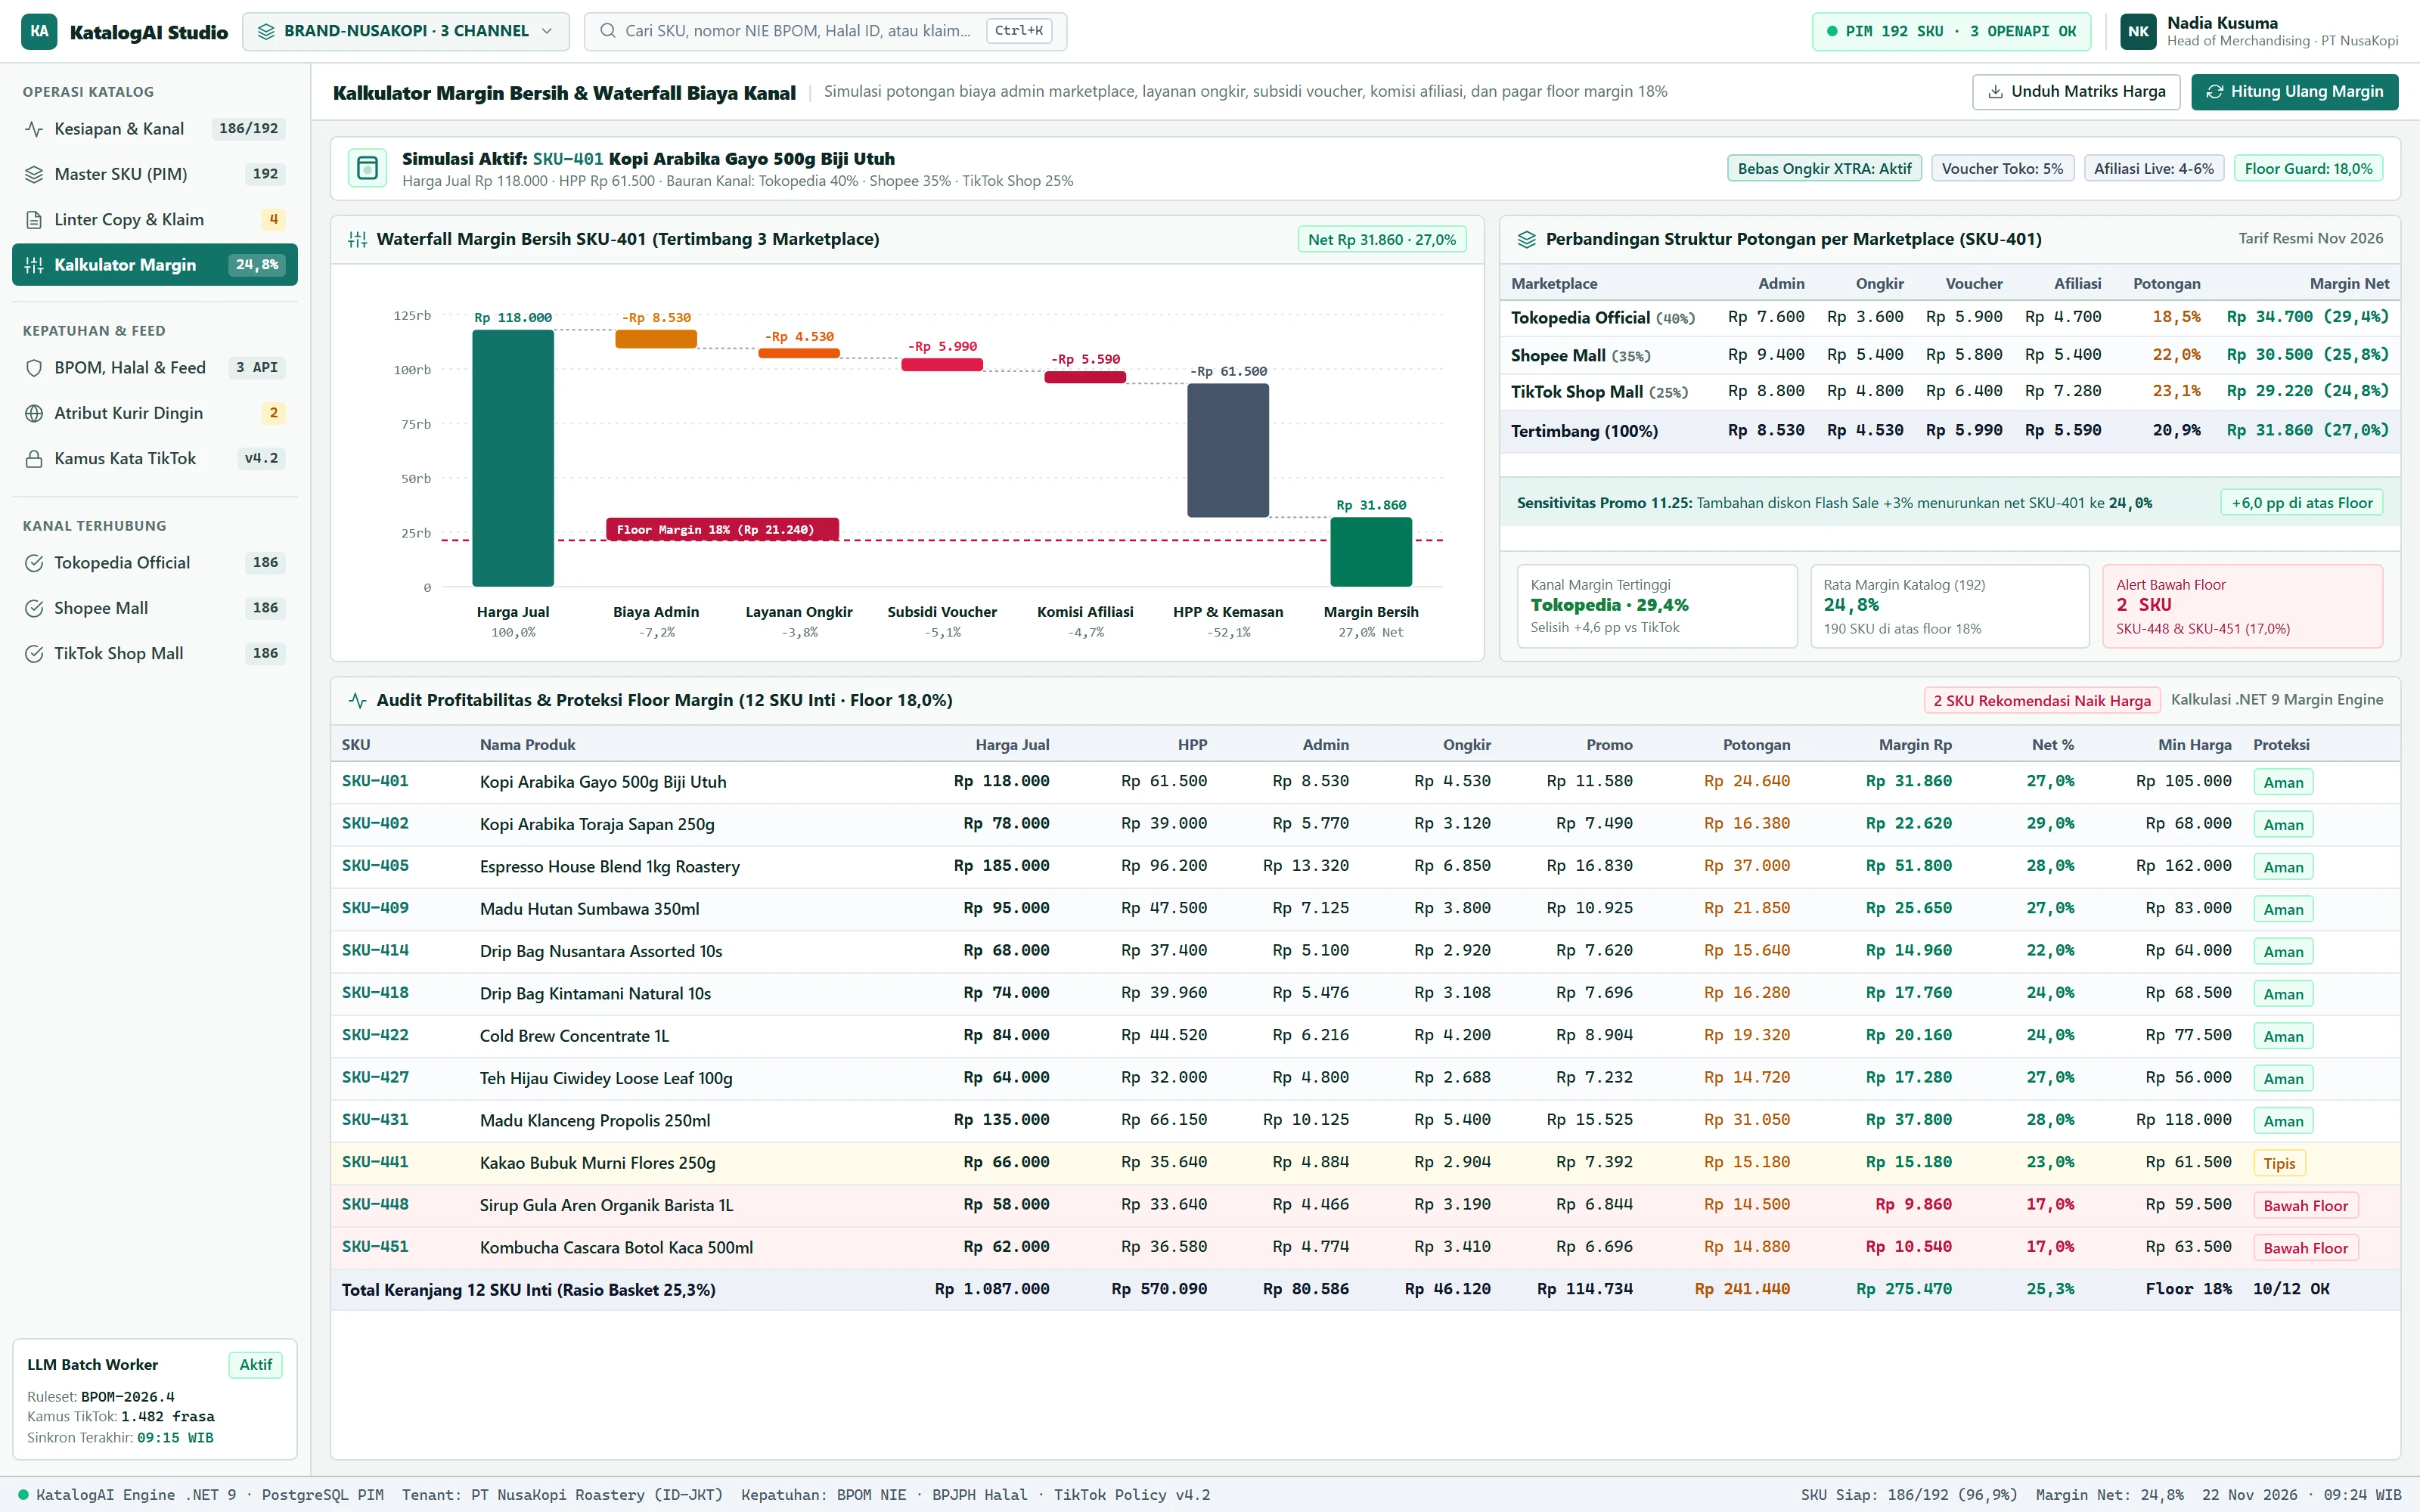 KA KatalogAI Studio BRAND-NUSAKOPI · 3 CHANNEL Cari SKU, nomor NIE BPOM, Halal ID, atau klaim... Ctrl+K PIM 192 SKU · 3 OPENAPI OK NK Nadia Kusuma
Head of Merchandising · PT NusaKopi
OPERASI KATALOG
Kesiapan & Kanal 186/192
Master SKU (PIM) 192
Linter Copy & Klaim 4
Kalkulator Margin 24,8%
KEPATUHAN & FEED
BPOM, Halal & Feed 3 API
Atribut Kurir Dingin 2
Kamus Kata TikTok v4.2
KANAL TERHUBUNG
Tokopedia Official 186
Shopee Mall 186
TikTok Shop Mall 186
LLM Batch Worker Aktif
Ruleset: BPOM-2026.4
Kamus TikTok: 1.482 frasa
Sinkron Terakhir: 09:15 WIB
Kalkulator Margin Bersih & Waterfall Biaya Kanal Simulasi potongan biaya admin marketplace, layanan ongkir, subsidi voucher, komisi afiliasi, dan pagar floor margin 18% Unduh Matriks Harga Hitung Ulang Margin
Simulasi Aktif: SKU-401 Kopi Arabika Gayo 500g Biji Utuh
Harga Jual Rp 118.000 · HPP Rp 61.500 · Bauran Kanal: Tokopedia 40% · Shopee 35% · TikTok Shop 25%
Bebas Ongkir XTRA: Aktif Voucher Toko: 5% Afiliasi Live: 4-6% Floor Guard: 18,0%
Waterfall Margin Bersih SKU-401 (Tertimbang 3 Marketplace) Net Rp 31.860 · 27,0%
125rb
100rb
75rb
50rb
25rb
0
Rp 118.000
-Rp 8.530
-Rp 4.530
-Rp 5.990
-Rp 5.590
-Rp 61.500
Rp 31.860
Floor Margin 18% (Rp 21.240)
Harga Jual Biaya Admin Layanan Ongkir Subsidi Voucher Komisi Afiliasi HPP & Kemasan Margin Bersih
100,0% -7,2% -3,8% -5,1% -4,7% -52,1% 27,0% Net
Perbandingan Struktur Potongan per Marketplace (SKU-401) Tarif Resmi Nov 2026
Marketplace Admin Ongkir Voucher Afiliasi Potongan Margin Net
Tokopedia Official (40%) Rp 7.600 Rp 3.600 Rp 5.900 Rp 4.700 18,5% Rp 34.700 (29,4%)
Shopee Mall (35%) Rp 9.400 Rp 5.400 Rp 5.800 Rp 5.400 22,0% Rp 30.500 (25,8%)
TikTok Shop Mall (25%) Rp 8.800 Rp 4.800 Rp 6.400 Rp 7.280 23,1% Rp 29.220 (24,8%)
Tertimbang (100%) Rp 8.530 Rp 4.530 Rp 5.990 Rp 5.590 20,9% Rp 31.860 (27,0%)
Sensitivitas Promo 11.25: Tambahan diskon Flash Sale +3% menurunkan net SKU-401 ke 24,0% +6,0 pp di atas Floor
Kanal Margin Tertinggi
Tokopedia · 29,4%
Selisih +4,6 pp vs TikTok
Rata Margin Katalog (192)
24,8%
190 SKU di atas floor 18%
Alert Bawah Floor
2 SKU
SKU-448 & SKU-451 (17,0%)
Audit Profitabilitas & Proteksi Floor Margin (12 SKU Inti · Floor 18,0%) 2 SKU Rekomendasi Naik Harga Kalkulasi .NET 9 Margin Engine
SKU Nama Produk Harga Jual HPP Admin Ongkir Promo Potongan Margin Rp Net % Min Harga Proteksi
SKU-401 Kopi Arabika Gayo 500g Biji Utuh Rp 118.000 Rp 61.500 Rp 8.530 Rp 4.530 Rp 11.580 Rp 24.640 Rp 31.860 27,0% Rp 105.000 Aman
SKU-402 Kopi Arabika Toraja Sapan 250g Rp 78.000 Rp 39.000 Rp 5.770 Rp 3.120 Rp 7.490 Rp 16.380 Rp 22.620 29,0% Rp 68.000 Aman
SKU-405 Espresso House Blend 1kg Roastery Rp 185.000 Rp 96.200 Rp 13.320 Rp 6.850 Rp 16.830 Rp 37.000 Rp 51.800 28,0% Rp 162.000 Aman
SKU-409 Madu Hutan Sumbawa 350ml Rp 95.000 Rp 47.500 Rp 7.125 Rp 3.800 Rp 10.925 Rp 21.850 Rp 25.650 27,0% Rp 83.000 Aman
SKU-414 Drip Bag Nusantara Assorted 10s Rp 68.000 Rp 37.400 Rp 5.100 Rp 2.920 Rp 7.620 Rp 15.640 Rp 14.960 22,0% Rp 64.000 Aman
SKU-418 Drip Bag Kintamani Natural 10s Rp 74.000 Rp 39.960 Rp 5.476 Rp 3.108 Rp 7.696 Rp 16.280 Rp 17.760 24,0% Rp 68.500 Aman
SKU-422 Cold Brew Concentrate 1L Rp 84.000 Rp 44.520 Rp 6.216 Rp 4.200 Rp 8.904 Rp 19.320 Rp 20.160 24,0% Rp 77.500 Aman
SKU-427 Teh Hijau Ciwidey Loose Leaf 100g Rp 64.000 Rp 32.000 Rp 4.800 Rp 2.688 Rp 7.232 Rp 14.720 Rp 17.280 27,0% Rp 56.000 Aman
SKU-431 Madu Klanceng Propolis 250ml Rp 135.000 Rp 66.150 Rp 10.125 Rp 5.400 Rp 15.525 Rp 31.050 Rp 37.800 28,0% Rp 118.000 Aman
SKU-441 Kakao Bubuk Murni Flores 250g Rp 66.000 Rp 35.640 Rp 4.884 Rp 2.904 Rp 7.392 Rp 15.180 Rp 15.180 23,0% Rp 61.500 Tipis
SKU-448 Sirup Gula Aren Organik Barista 1L Rp 58.000 Rp 33.640 Rp 4.466 Rp 3.190 Rp 6.844 Rp 14.500 Rp 9.860 17,0% Rp 59.500 Bawah Floor
SKU-451 Kombucha Cascara Botol Kaca 500ml Rp 62.000 Rp 36.580 Rp 4.774 Rp 3.410 Rp 6.696 Rp 14.880 Rp 10.540 17,0% Rp 63.500 Bawah Floor
Total Keranjang 12 SKU Inti (Rasio Basket 25,3%) Rp 1.087.000 Rp 570.090 Rp 80.586 Rp 46.120 Rp 114.734 Rp 241.440 Rp 275.470 25,3% Floor 18% 10/12 OK
KatalogAI Engine .NET 9 · PostgreSQL PIM Tenant: PT NusaKopi Roastery (ID-JKT) Kepatuhan: BPOM NIE · BPJPH Halal · TikTok Policy v4.2 SKU Siap: 186/192 (96,9%) Margin Net: 24,8% 22 Nov 2026 · 09:24 WIB